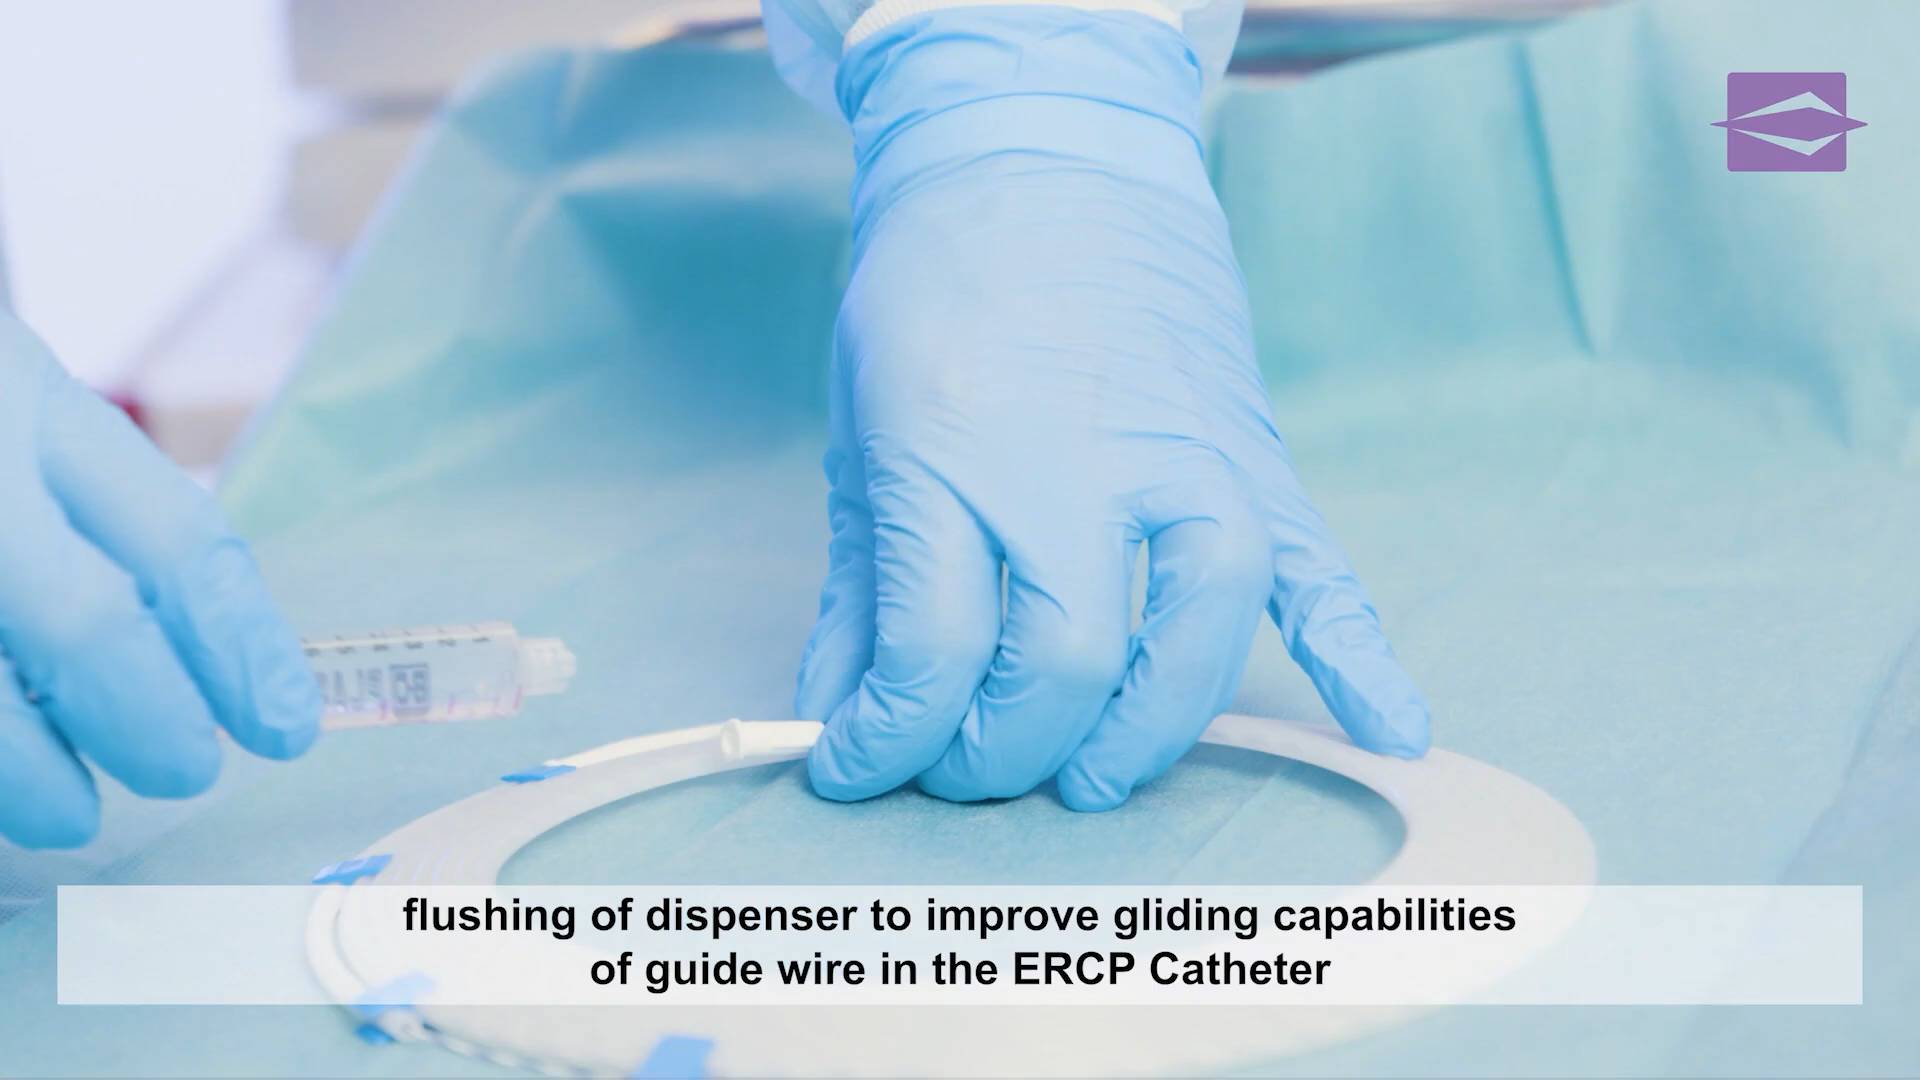 flushing of dispenser to improve gliding capabilities
of guide wire in the ERCP Catheter